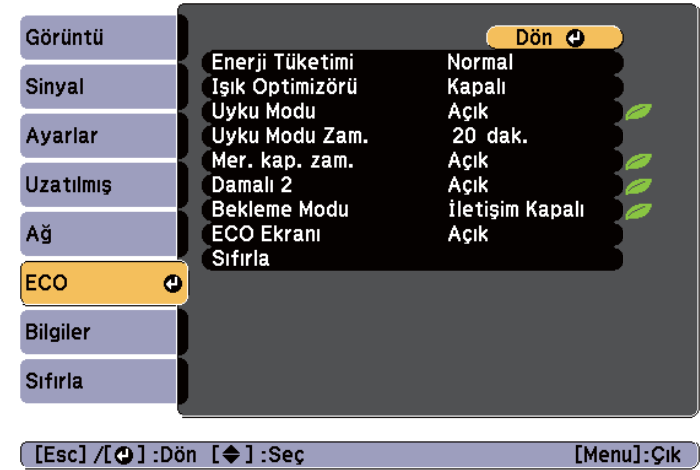 Görüntü
Sinyal
Ayarlar
Uzatılmış
Ağ
ECO
Bilgiler
Sıfırla
Dön
Enerji Tüketimi Normal
Işık Optimizörü Kapalı
Uyku Modu Açık
Uyku Modu Zam. 20 dak.
Mer. kap. zam. Açık
Damalı 2 Açık
Bekleme Modu İletişim Kapalı
ECO Ekranı Açık
Sıfırla
[Esc] /[ ] :Dön [ ] :Seç [Menu]:Çık